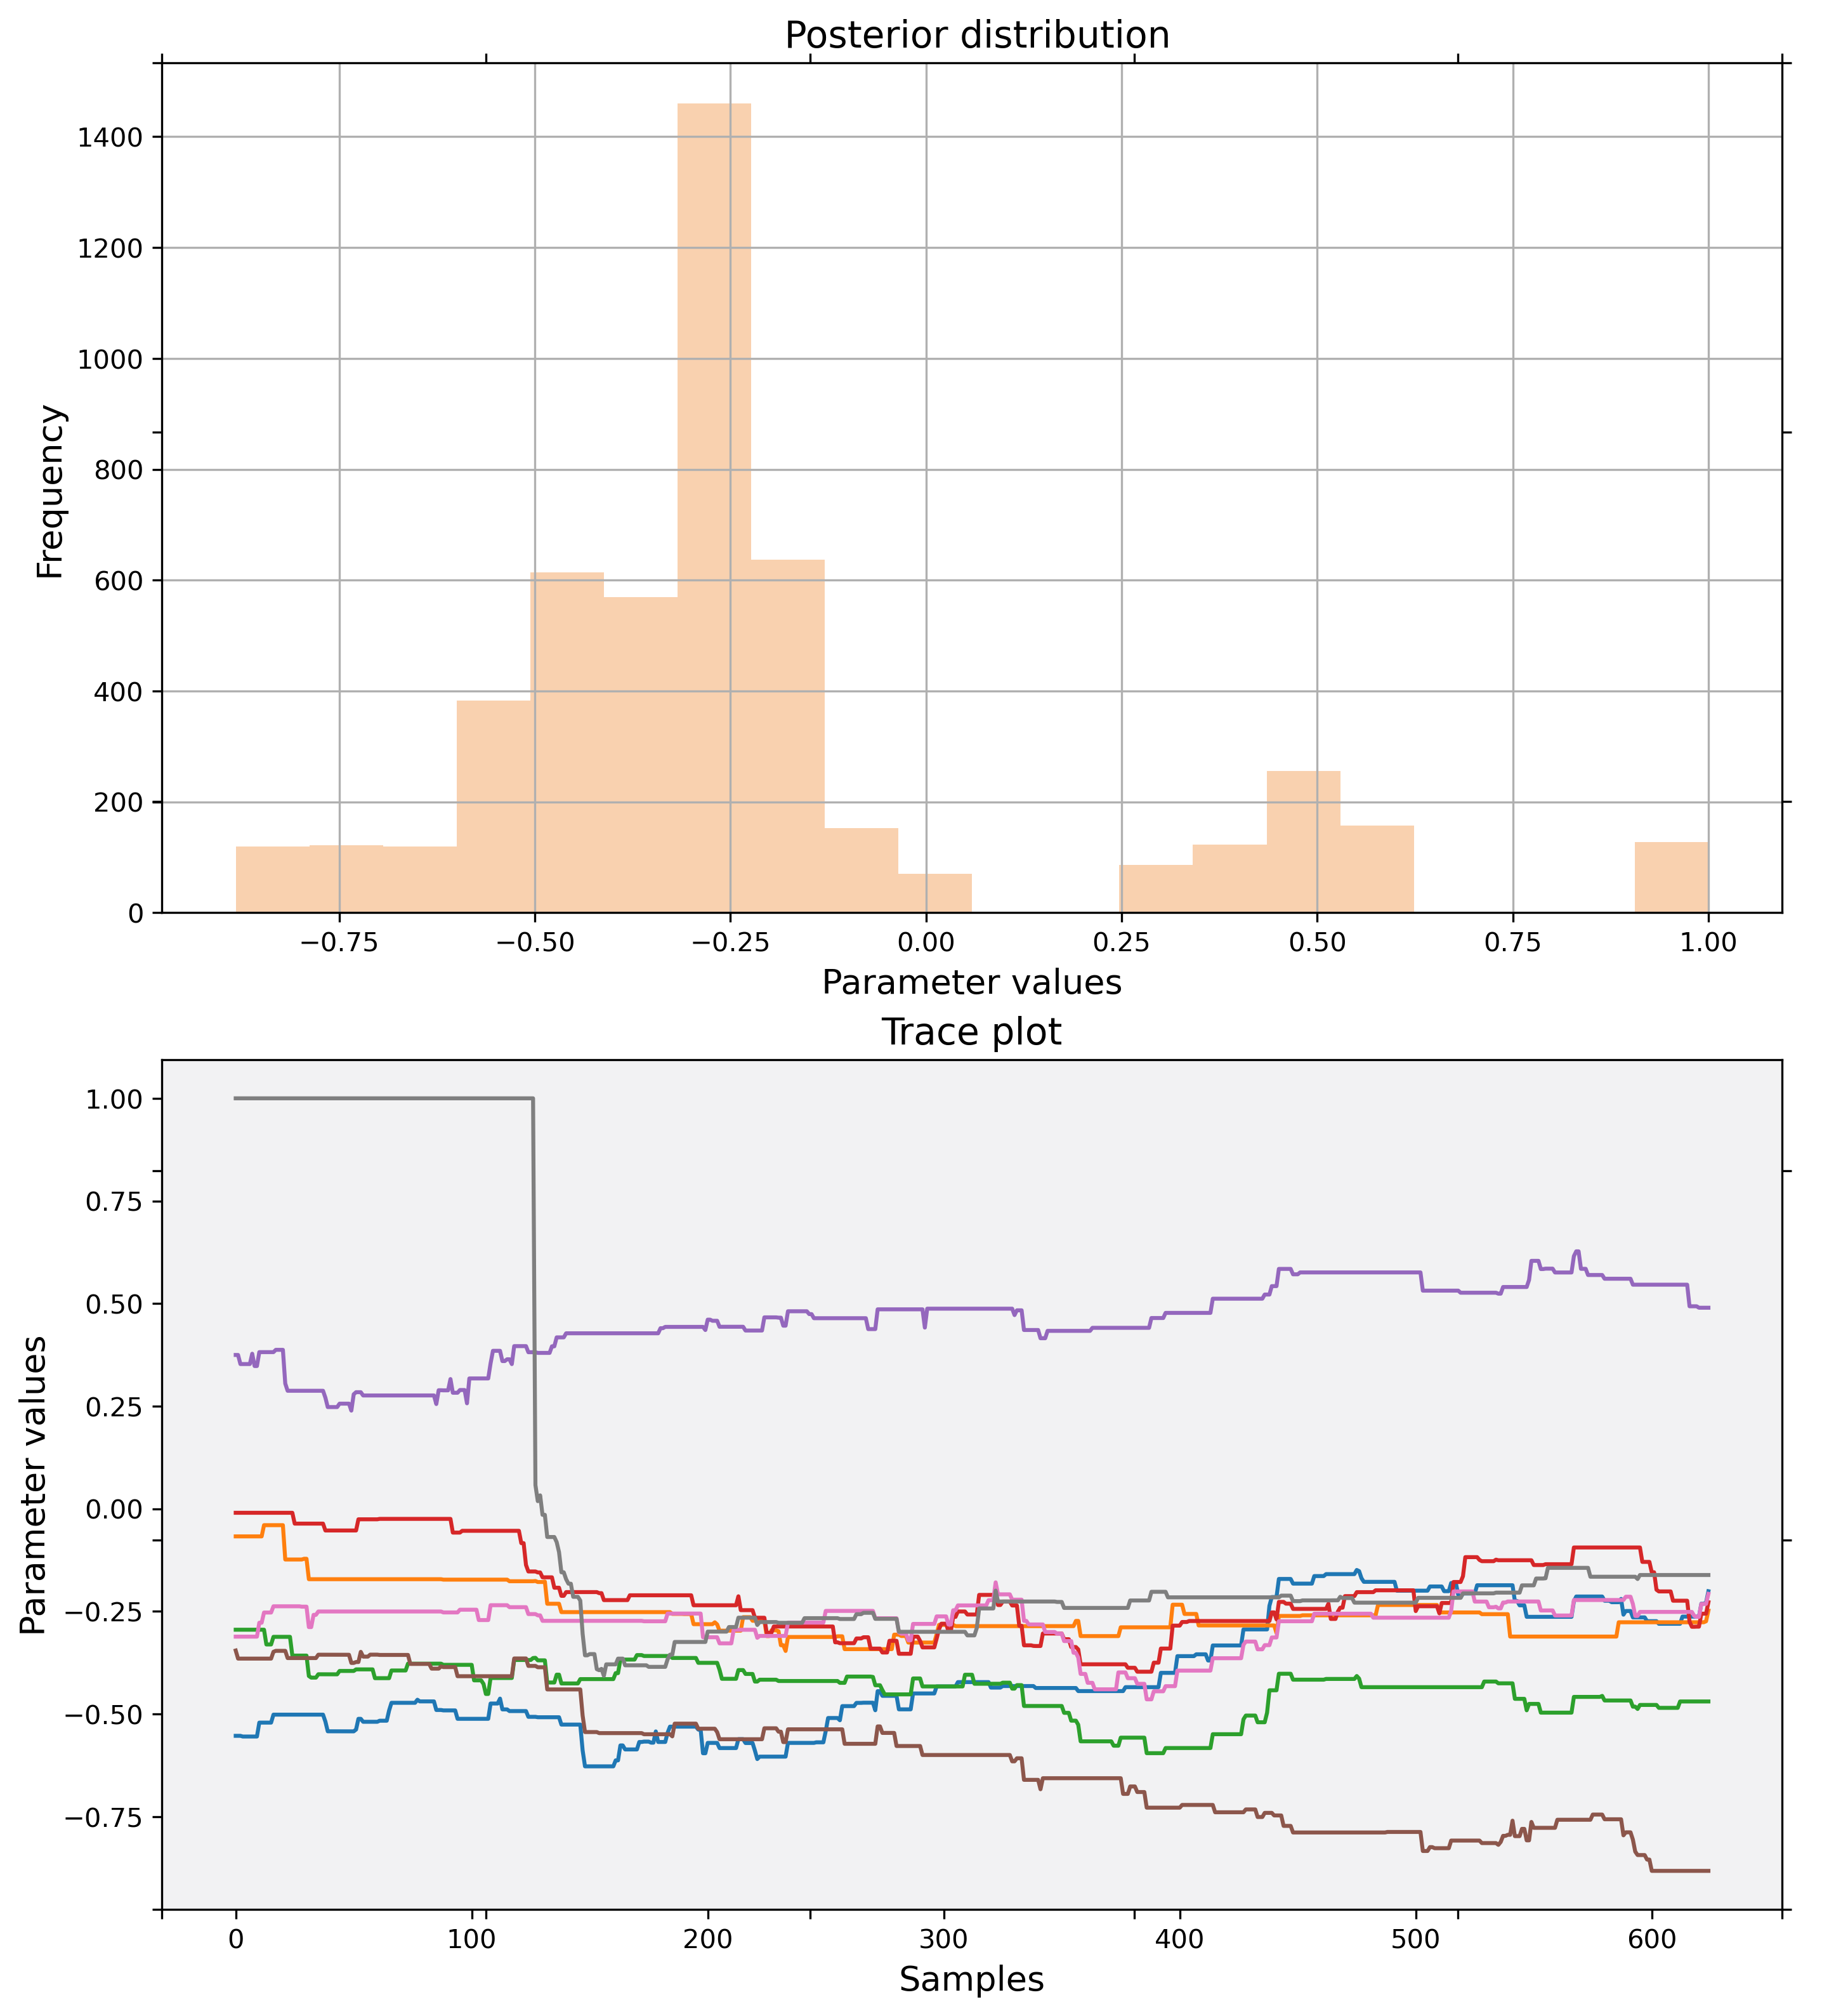 Posterior distribution
1400
1200
1000
800
600
400
200
0
Frequency
−0.75 −0.50 −0.25 0.00 0.25 0.50 0.75 1.00
Parameter values
Trace plot
1.00
0.75
0.50
0.25
0.00
−0.25
−0.50
−0.75
Parameter values
0 100 200 300 400 500 600
Samples